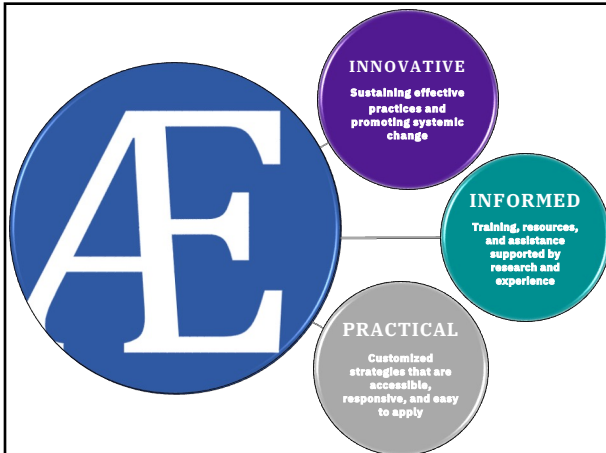 Æ
INNOVATIVE
Sustaining effective
practices and
promoting systemic
change
INFORMED
Training, resources,
and assistance
supported by
research and
experience
PRACTICAL
Customized
strategies that are
accessible,
responsive, and easy
to apply